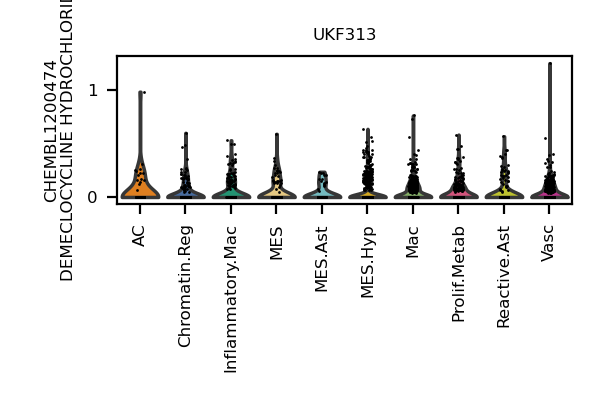 UKF313
CHEMBL1200474
DEMECLOCYCLINE
1
0
AC
Chromatin.Reg
Inflammatory.Mac
MES
MES.Ast
MES.Hyp
Mac
Prolif.Metab
Reactive.Ast
Vasc